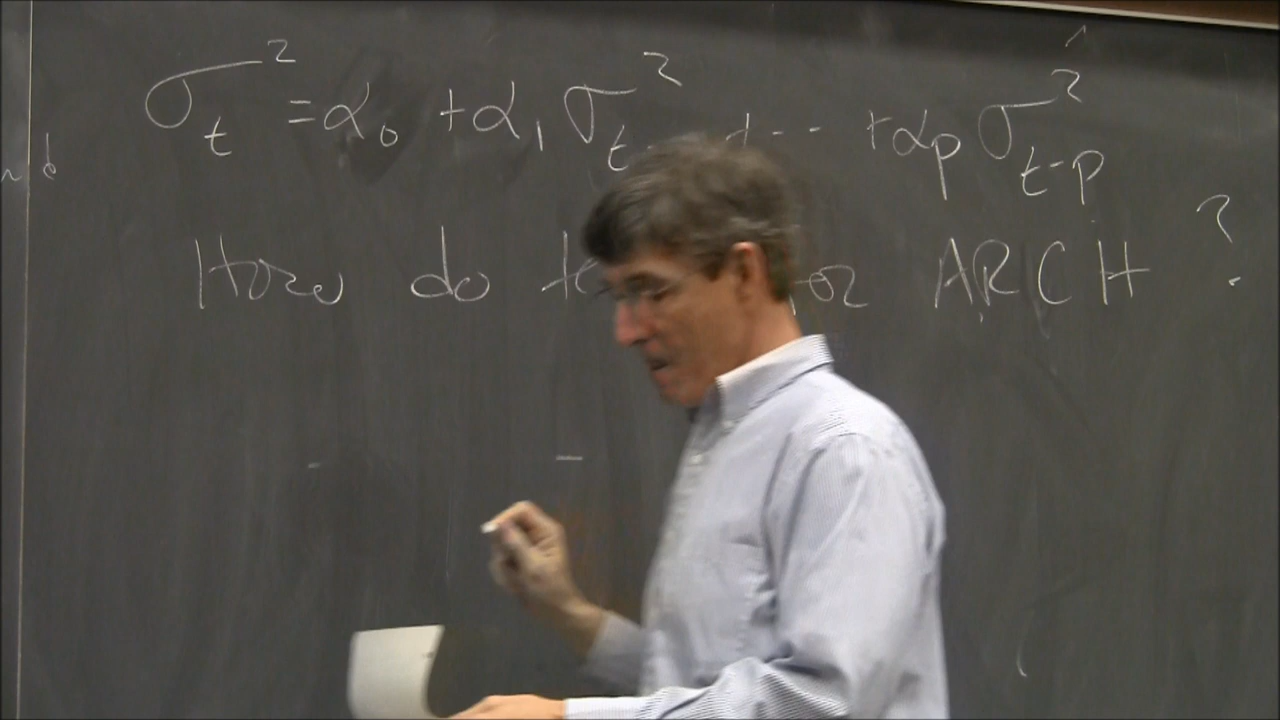 σ_t^2 = α_0 + α_1 σ_t-^2 + ··· + α_p σ_{t-p}^2
How do ARCH ?